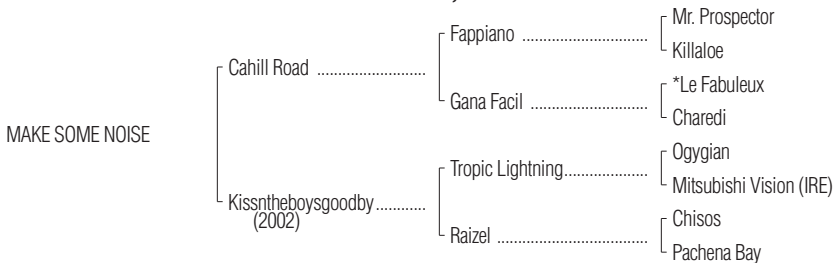 Mr. Prospector
Fappiano ..................................
Killaloe
Cahill Road .............................
*Le Fabuleux
Gana Facil ................................
Charedi
MAKE SOME NOISE
Ogygian
Tropic Lightning.......................
Mitsubishi Vision (IRE)
Kissntheboysgoodby.............
(2002)
Chisos
Raizel ........................................
Pachena Bay